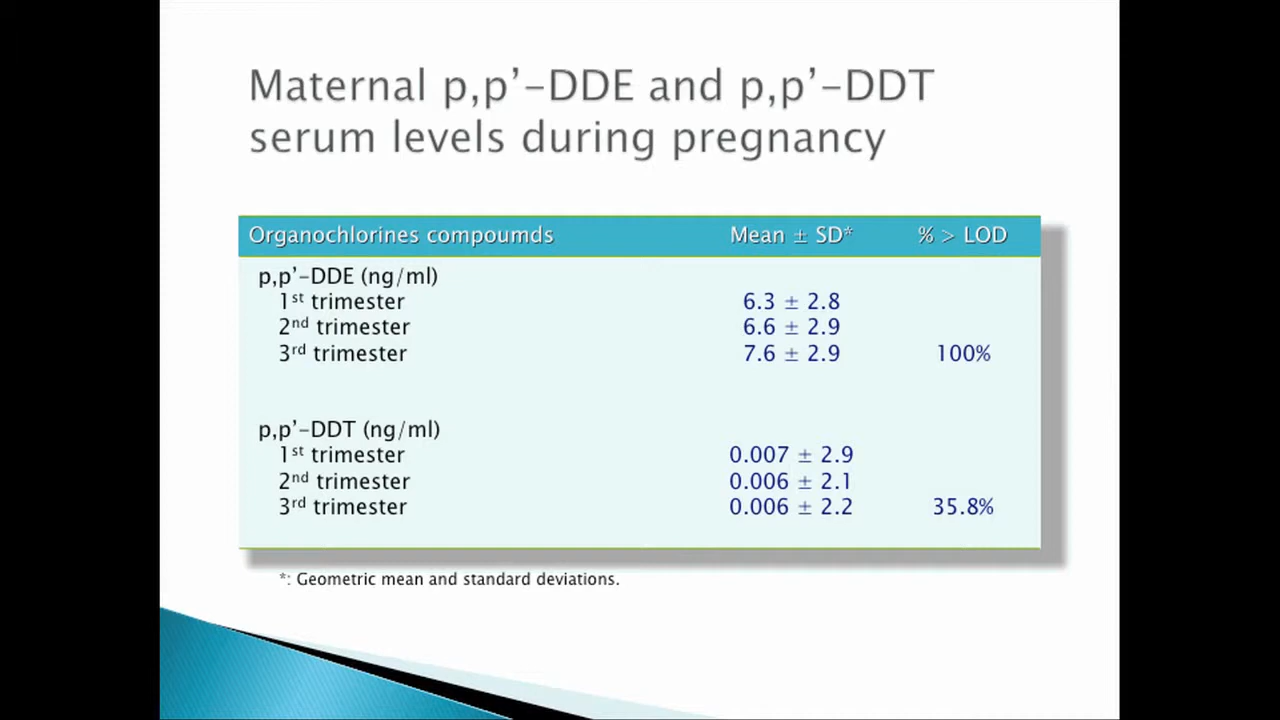 Maternal p,p’-DDE and p,p’-DDT
serum levels during pregnancy
Organochlorines compoumds Mean ± SD* % > LOD
p,p’-DDE (ng/ml)
1st trimester 6.3 ± 2.8
2nd trimester 6.6 ± 2.9
3rd trimester 7.6 ± 2.9 100%
p,p’-DDT (ng/ml)
1st trimester 0.007 ± 2.9
2nd trimester 0.006 ± 2.1
3rd trimester 0.006 ± 2.2 35.8%
*: Geometric mean and standard deviations.